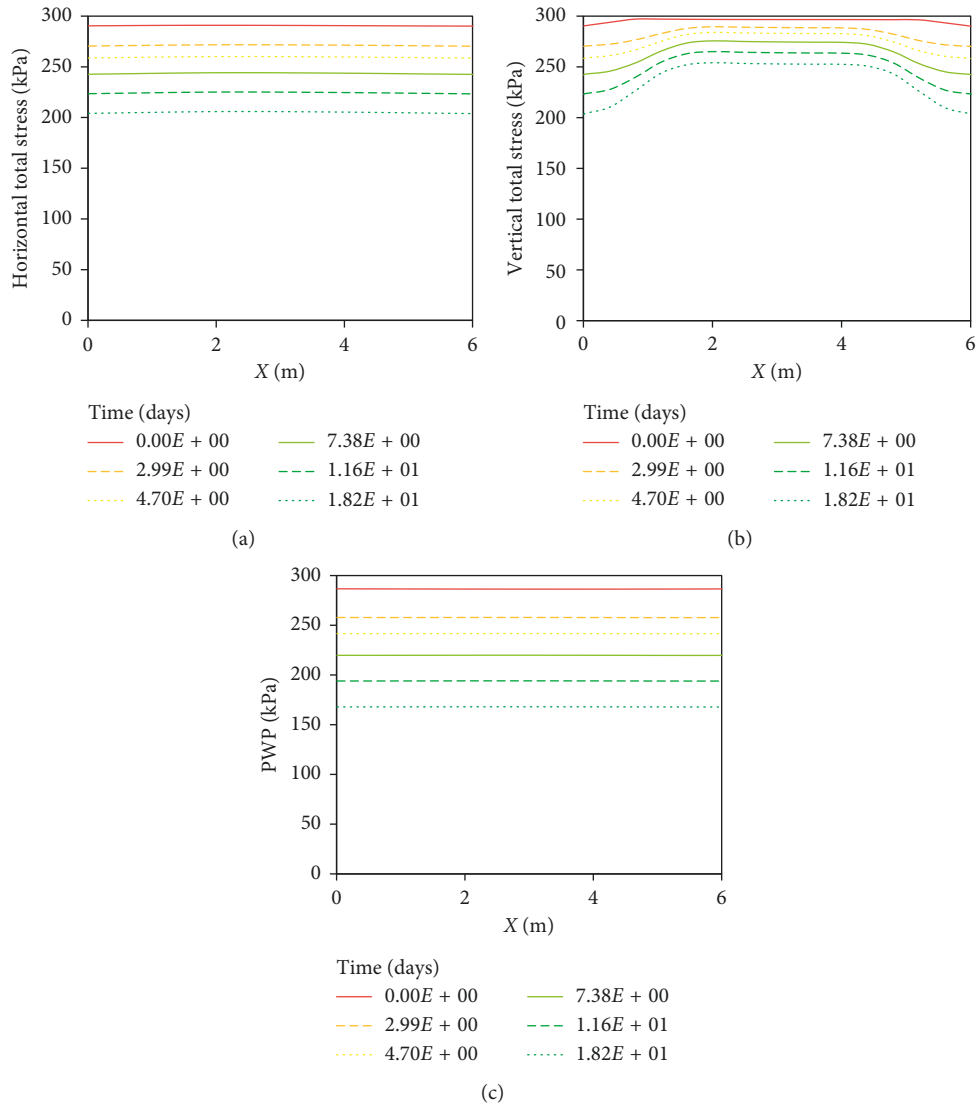 Horizontal total stress (kPa)
300
250
200
150
100
50
0
0 2 4 6
X (m)
Time (days)
0.00E + 00 7.38E + 00
2.99E + 00 1.16E + 01
4.70E + 00 1.82E + 01
(a)
Vertical total stress (kPa)
300
250
200
150
100
50
0
0 2 4 6
X (m)
Time (days)
0.00E + 00 7.38E + 00
2.99E + 00 1.16E + 01
4.70E + 00 1.82E + 01
(b)
PWP (kPa)
300
250
200
150
100
50
0
0 2 4 6
X (m)
Time (days)
0.00E + 00 7.38E + 00
2.99E + 00 1.16E + 01
4.70E + 00 1.82E + 01
(c)